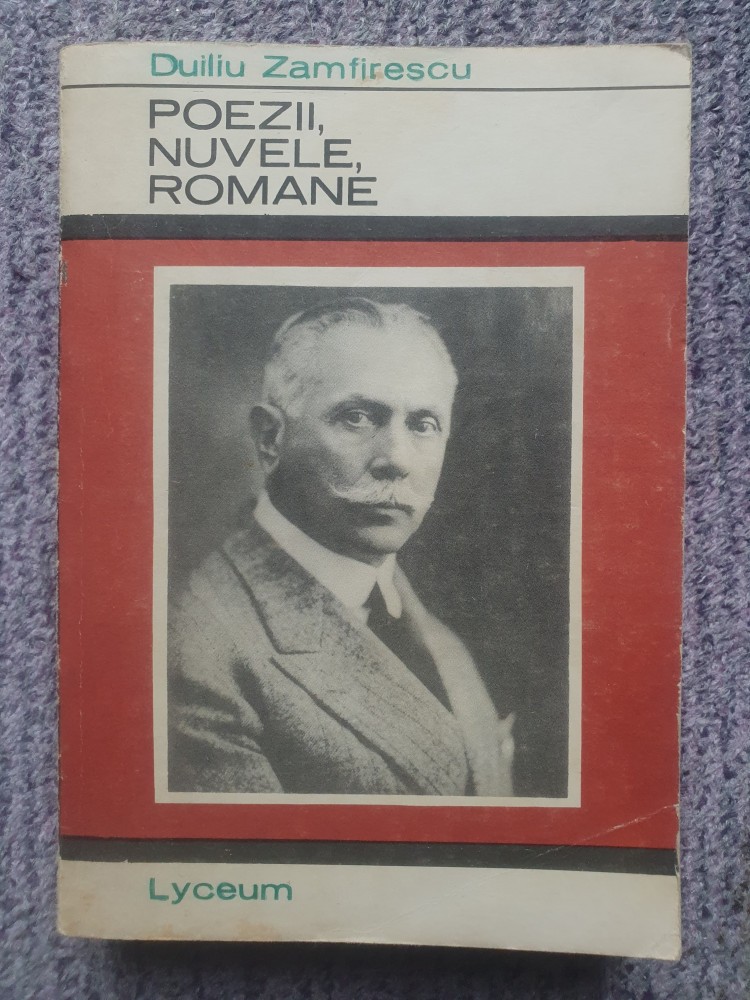 Duiliu Zamfirescu
POEZII,
NUVELE,
ROMANE
Lyceum